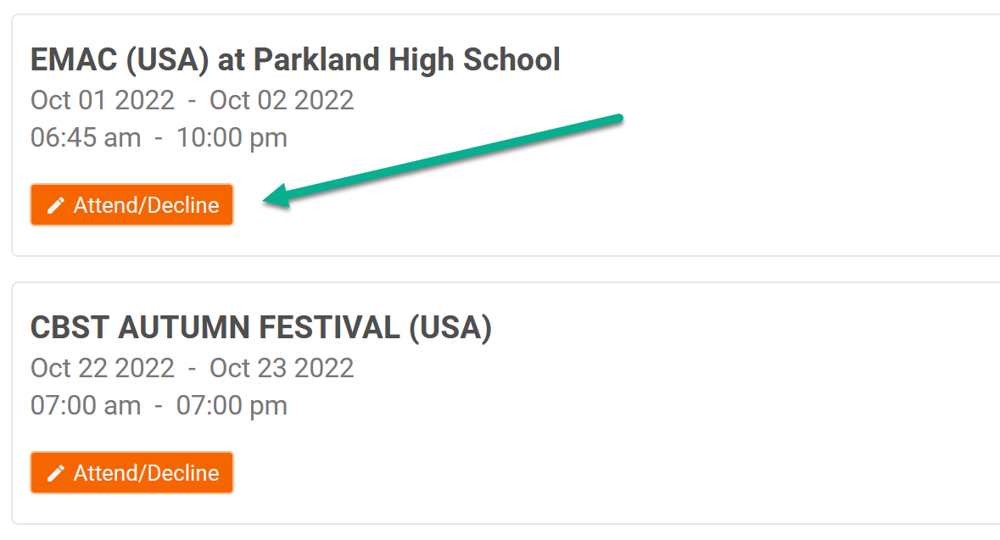 EMAC (USA) at Parkland High School
Oct 01 2022 - Oct 02 2022
06:45 am - 10:00 pm
Attend/Decline
CBST AUTUMN FESTIVAL (USA)
Oct 22 2022 - Oct 23 2022
07:00 am - 07:00 pm
Attend/Decline